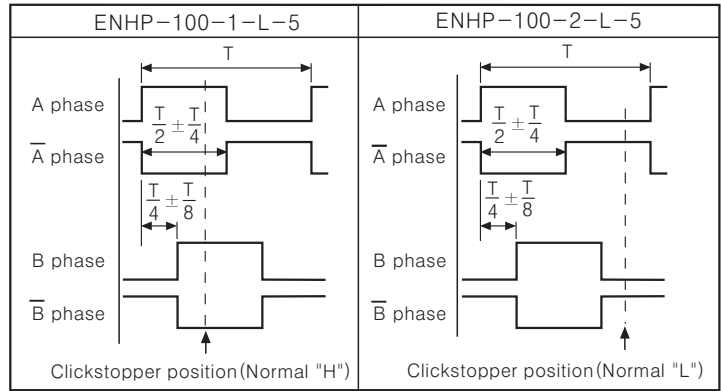 ENHP-100-1-L-5
T
A phase
T/2 ± T/4
A̅ phase
T/4 ± T/8
B phase
B̅ phase
Clickstopper position(Normal "H")
ENHP-100-2-L-5
T
A phase
T/2 ± T/4
A̅ phase
T/4 ± T/8
B phase
B̅ phase
Clickstopper position(Normal "L")